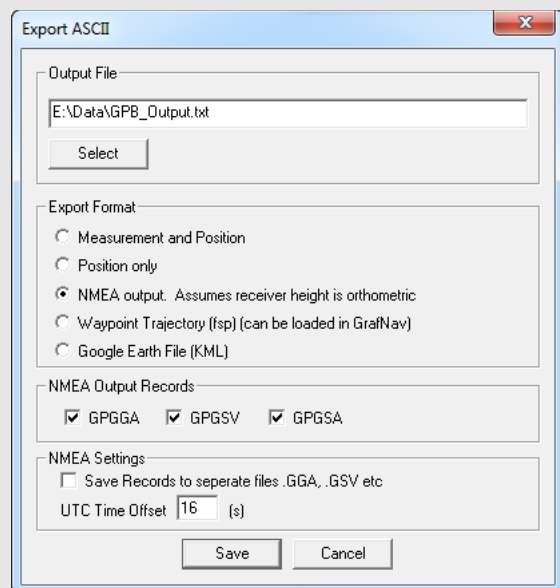 Export ASCII
Output File
E:\Data\GPB_Output.txt
Select
Export Format
Measurement and Position
Position only
NMEA output.  Assumes receiver height is orthometric
Waypoint Trajectory (fsp) (can be loaded in GrafNav)
Google Earth File (KML)
NMEA Output Records
GPGGA GPGSV GPGSA
NMEA Settings
Save Records to seperate files .GGA, .GSV etc
UTC Time Offset 16 (s)
Save Cancel